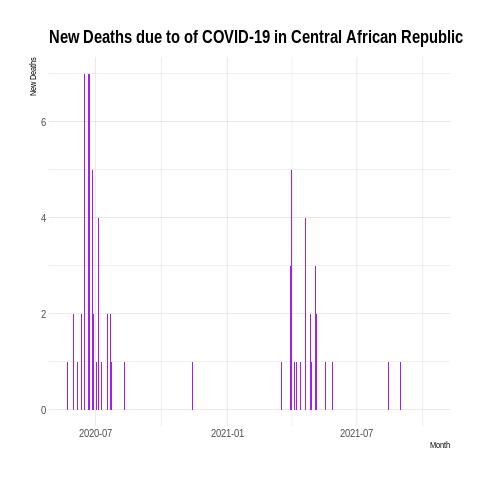 New Deaths due to of COVID-19 in Central African Republic
New Deaths
6
4
2
0
2020-07
2021-01
2021-07
Month